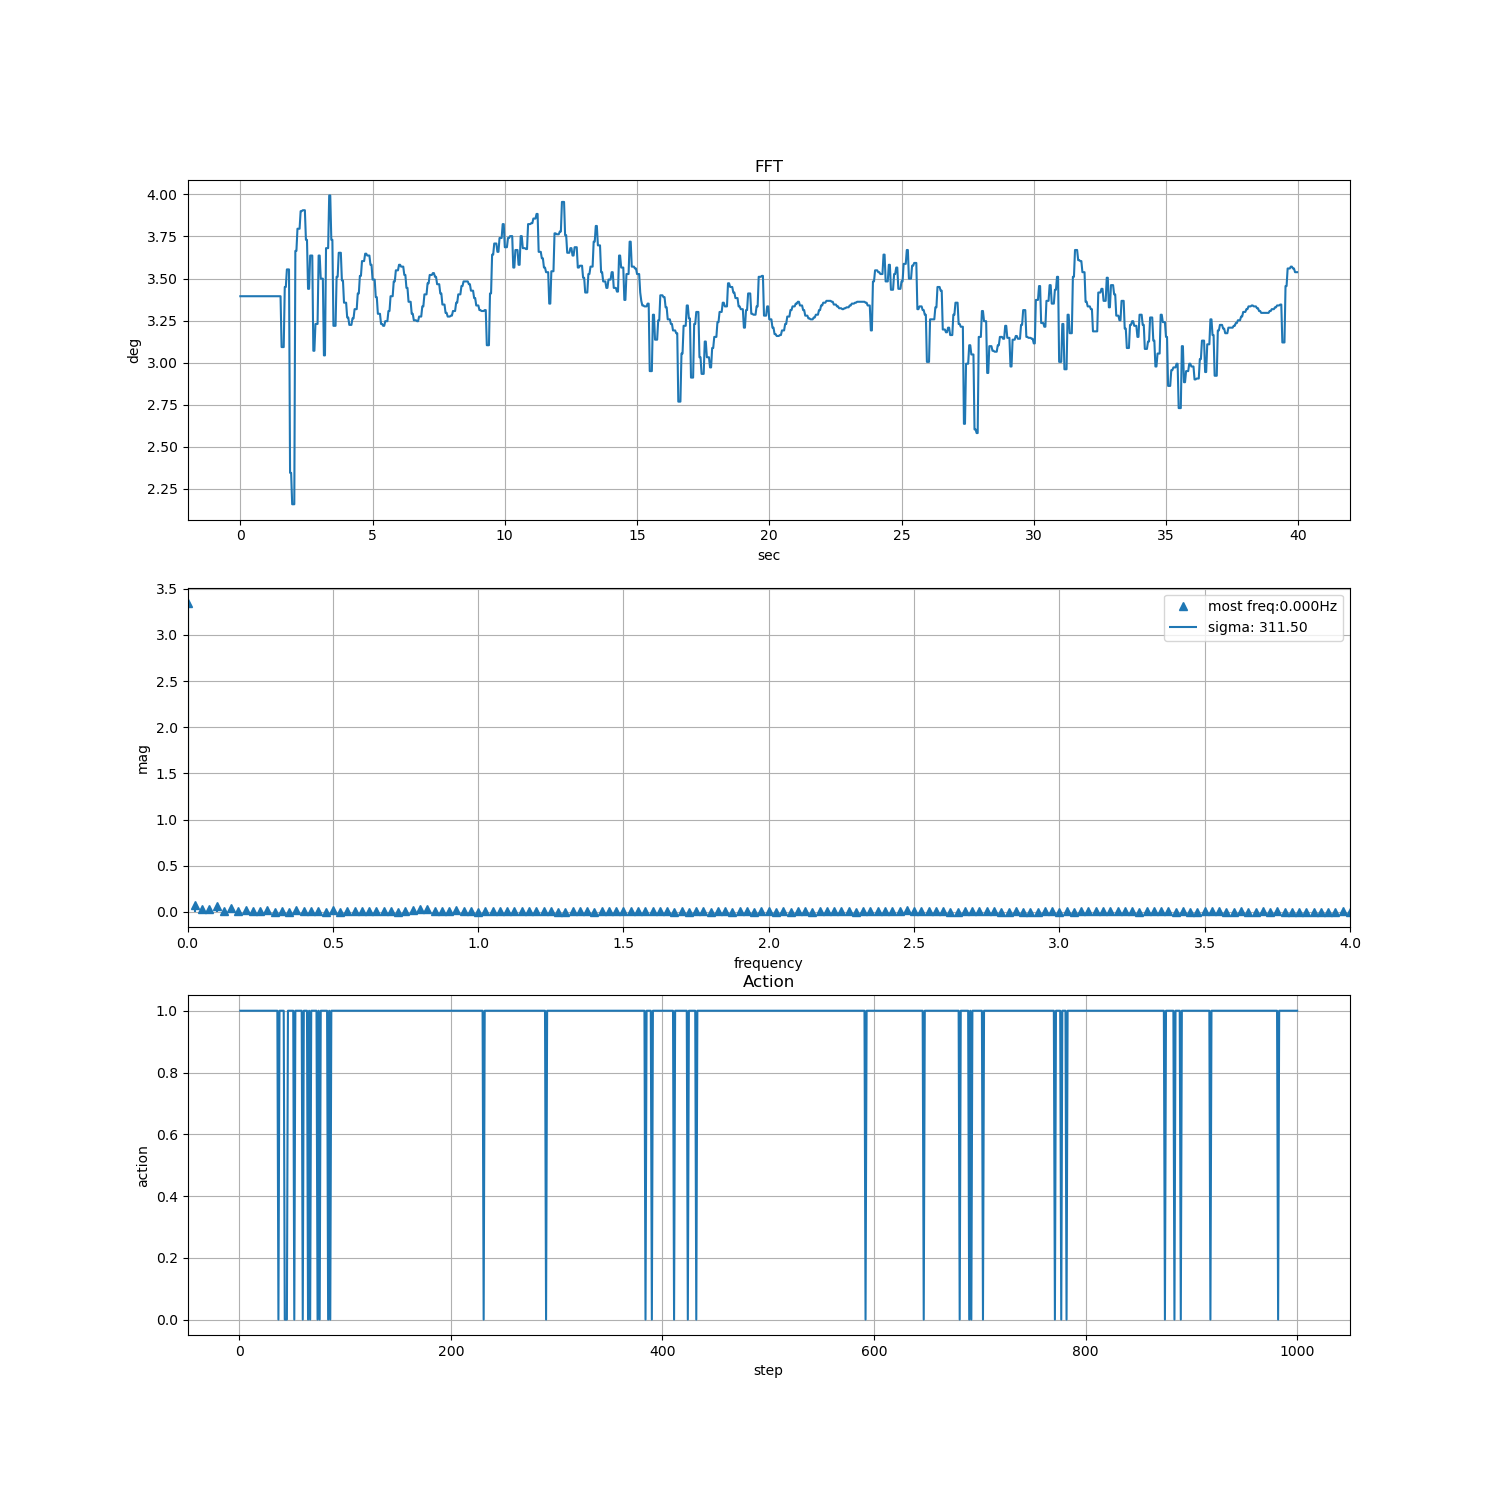 FFT
4.00
3.75
3.50
3.25
3.00
2.75
2.50
2.25
deg
0 5 10 15 20 25 30 35 40
sec
3.5
3.0
2.5
2.0
1.5
1.0
0.5
0.0
mag
most freq:0.000Hz
sigma: 311.50
0.0 0.5 1.0 1.5 2.0 2.5 3.0 3.5 4.0
frequency
Action
1.0
0.8
0.6
0.4
0.2
0.0
action
0 200 400 600 800 1000
step